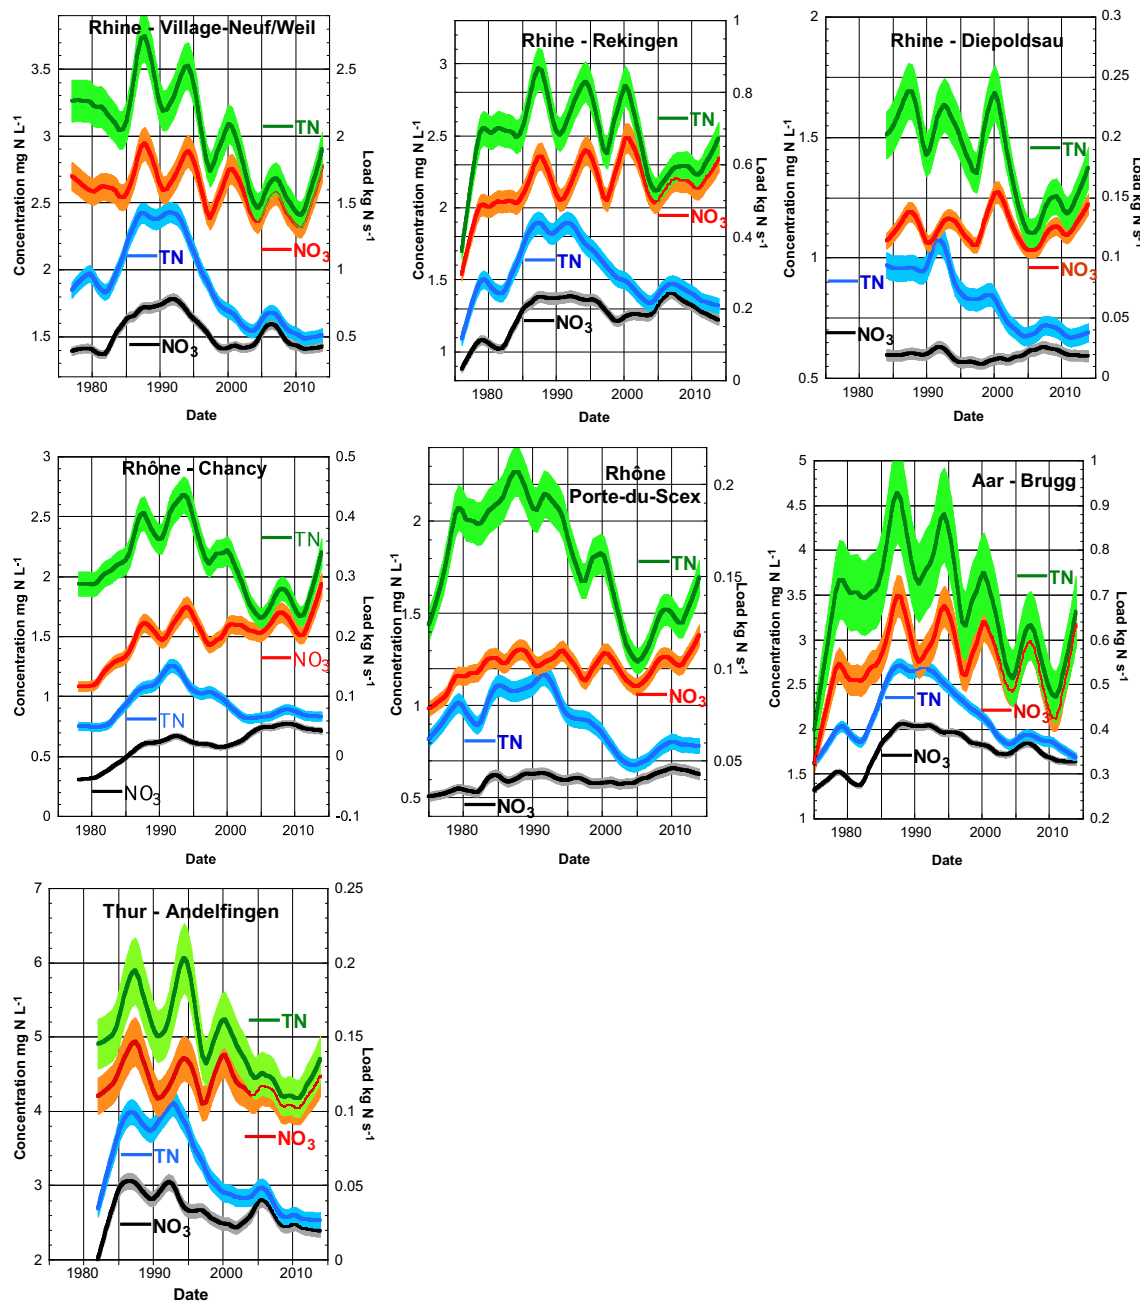 Rhine - Village-Neuf/Weil
Concentration mg N L-1
3.5
3
2.5
2
1.5
2.5
2
1.5
1
0.5
Load kg N s-1
TN
NO3
TN
NO3
1980
1990
2000
2010
Date
Rhine - Rekingen
Concentration mg N L-1
3
2.5
2
1.5
1
1
0.8
0.6
0.4
0.2
0
Load kg N s-1
TN
NO3
TN
NO3
1980
1990
2000
2010
Date
Rhine - Diepoldsau
Concentration mg N L-1
2
1.5
1
0.5
0.3
0.25
0.2
0.15
0.1
0.05
0
Load kg N s-1
TN
NO3
TN
NO3
1980
1990
2000
2010
Date
Rhône - Chancy
Concentration mg N L-1
3
2.5
2
1.5
1
0.5
0
0.5
0.4
0.3
0.2
0.1
0
-0.1
Load kg N s-1
TN
NO3
TN
NO3
1980
1990
2000
2010
Date
Rhône
Porte-du-Scex
Concentration mg N L-1
2
1.5
1
0.5
0.2
0.15
0.1
0.05
Load kg N s-1
TN
NO3
TN
NO3
1980
1990
2000
2010
Date
Aar - Brugg
Concentration mg N L-1
5
4.5
4
3.5
3
2.5
2
1.5
1
1
0.9
0.8
0.7
0.6
0.5
0.4
0.3
0.2
Load kg N s-1
TN
NO3
TN
NO3
1980
1990
2000
2010
Date
Thur - Andelfingen
Concentration mg N L-1
7
6
5
4
3
2
0.25
0.2
0.15
0.1
0.05
0
Load kg N s-1
TN
NO3
TN
NO3
1980
1990
2000
2010
Date